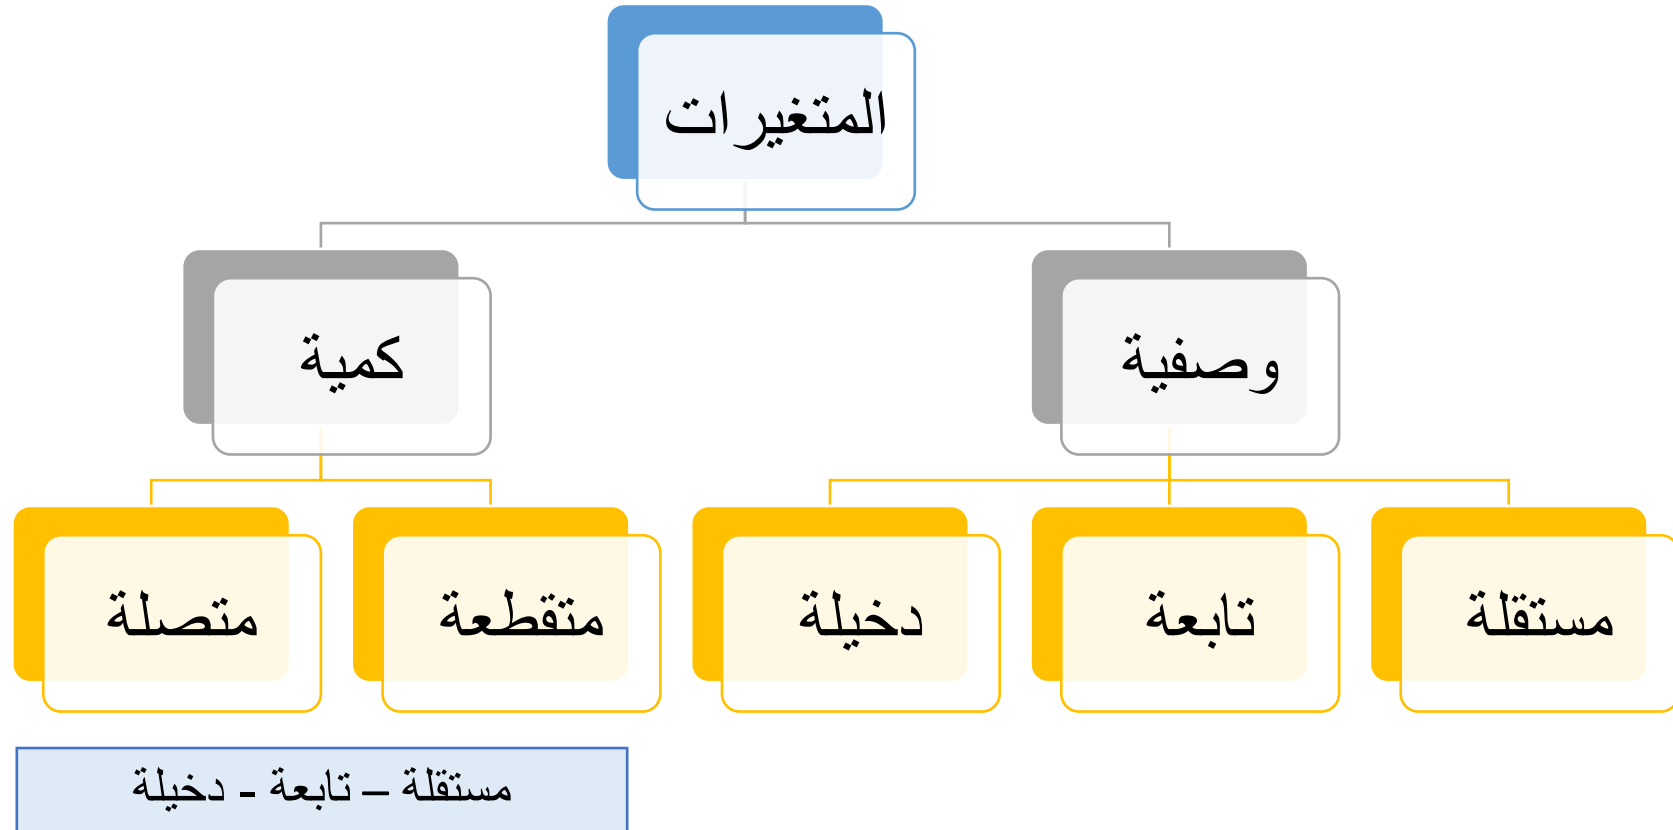 المتغيرات
وصفية
كمية
مستقلة
تابعة
دخيلة
متقطعة
متصلة
مستقلة – تابعة - دخيلة